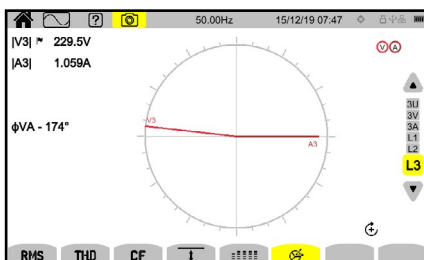 ? 50.00Hz 15/12/19 07:47
|V3| 229.5V
|A3| 1.059A
ϕVA - 174°
V3
A3
V A
3U
3V
3A
L1
L2
L3
RMS THD CF